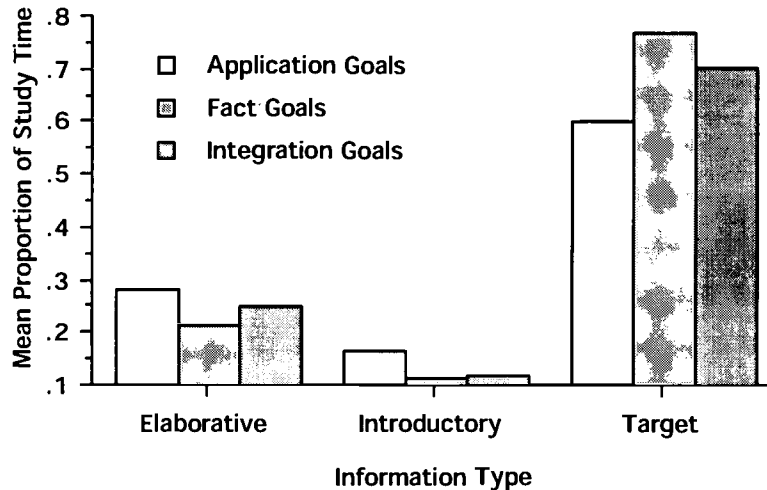 Mean Proportion of Study Time
.8
.7
.6
.5
.4
.3
.2
.1
Application Goals
Fact Goals
Integration Goals
Elaborative
Introductory
Target
Information Type